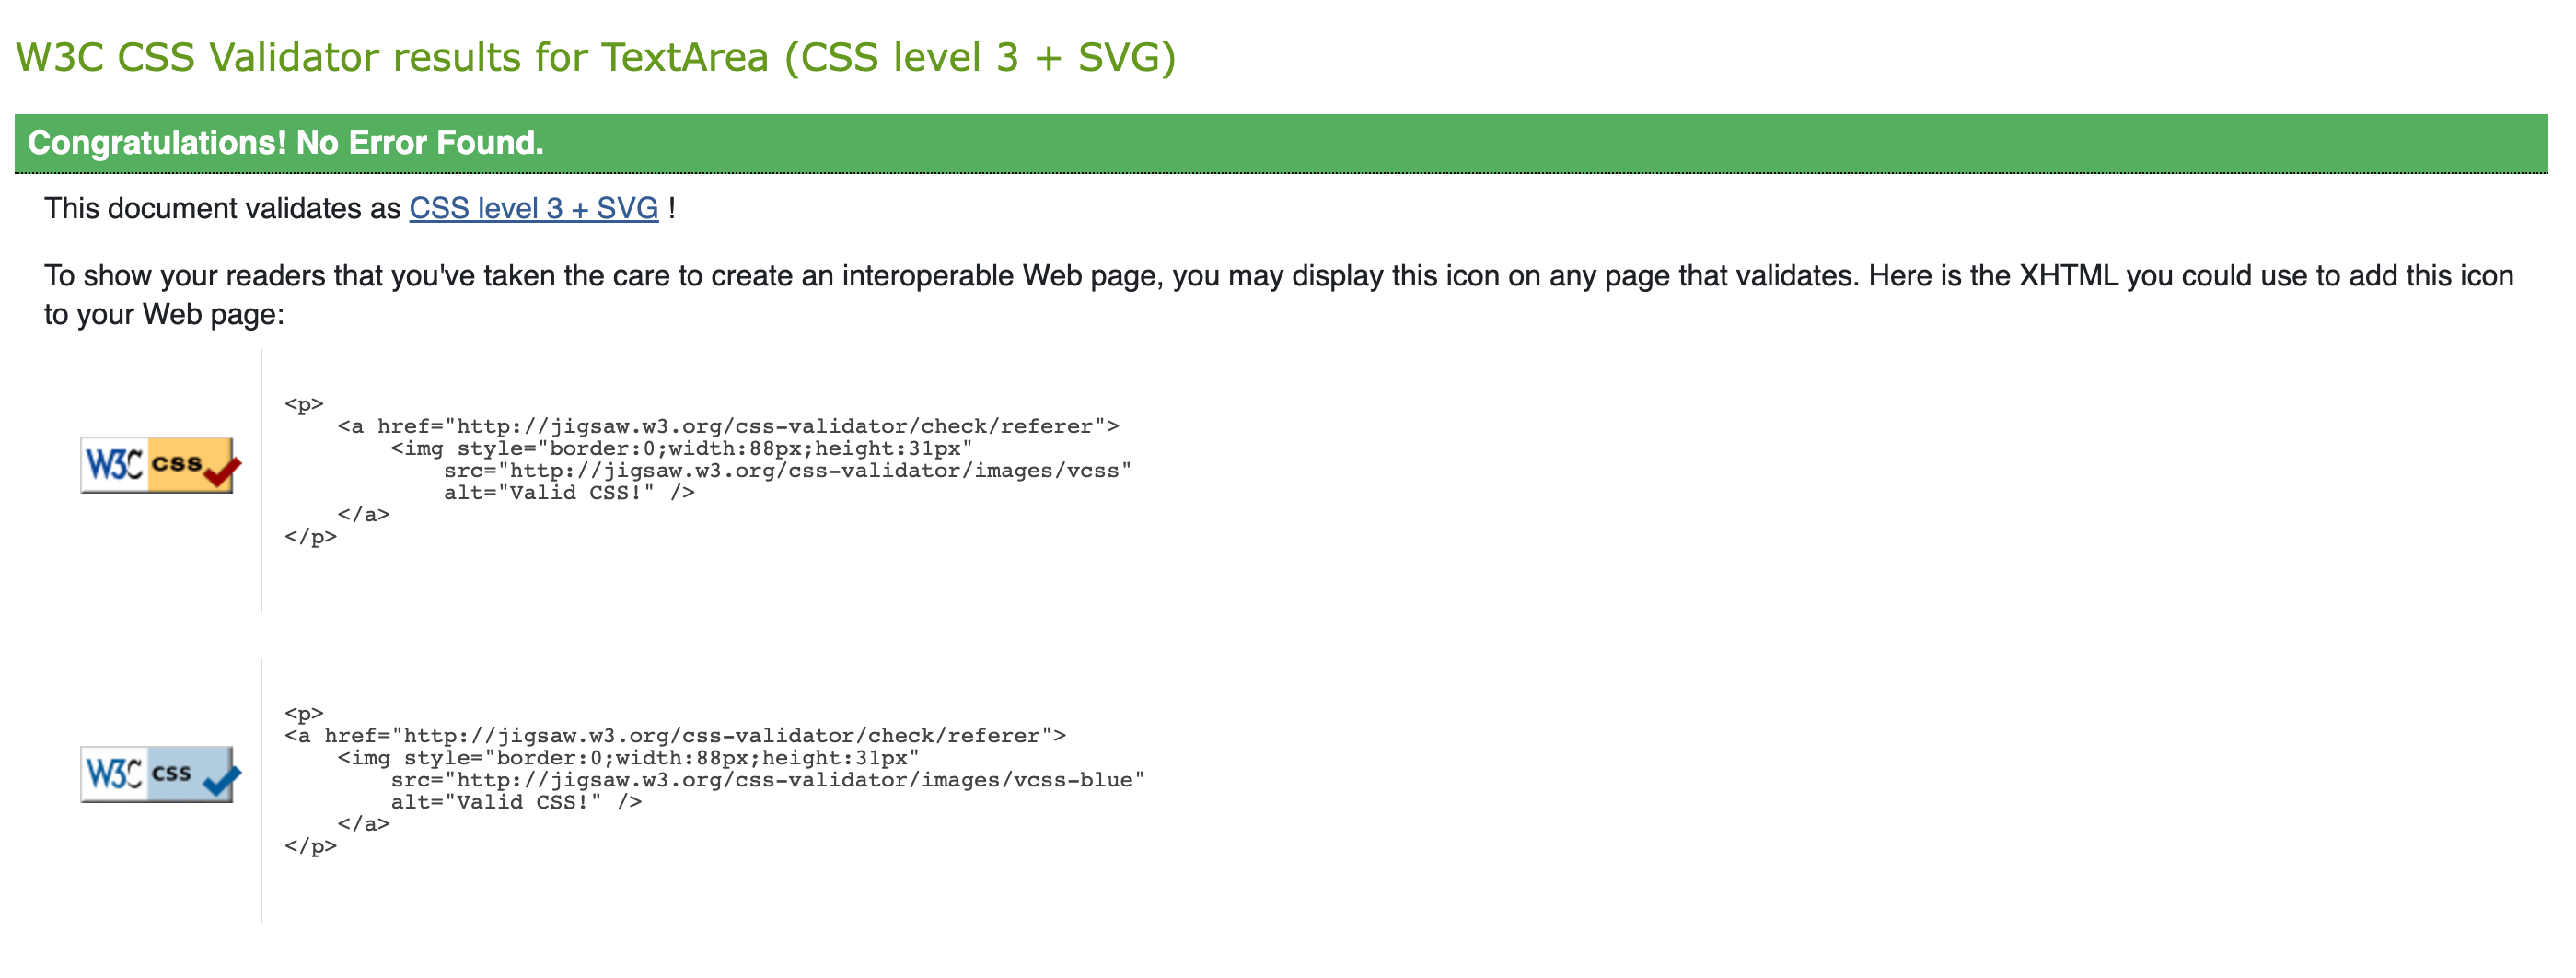 W3C CSS Validator results for TextArea (CSS level 3 + SVG)
Congratulations! No Error Found.
This document validates as CSS level 3 + SVG !
To show your readers that you've taken the care to create an interoperable Web page, you may display this icon on any page that validates. Here is the XHTML you could use to add this icon
to your Web page:
W3C css
<p>
    <a href="http://jigsaw.w3.org/css-validator/check/referer">
        <img style="border:0;width:88px;height:31px"
            src="http://jigsaw.w3.org/css-validator/images/vcss"
            alt="Valid CSS!" />
    </a>
</p>
W3C css
<p>
<a href="http://jigsaw.w3.org/css-validator/check/referer">
    <img style="border:0;width:88px;height:31px"
        src="http://jigsaw.w3.org/css-validator/images/vcss-blue"
        alt="Valid CSS!" />
    </a>
</p>